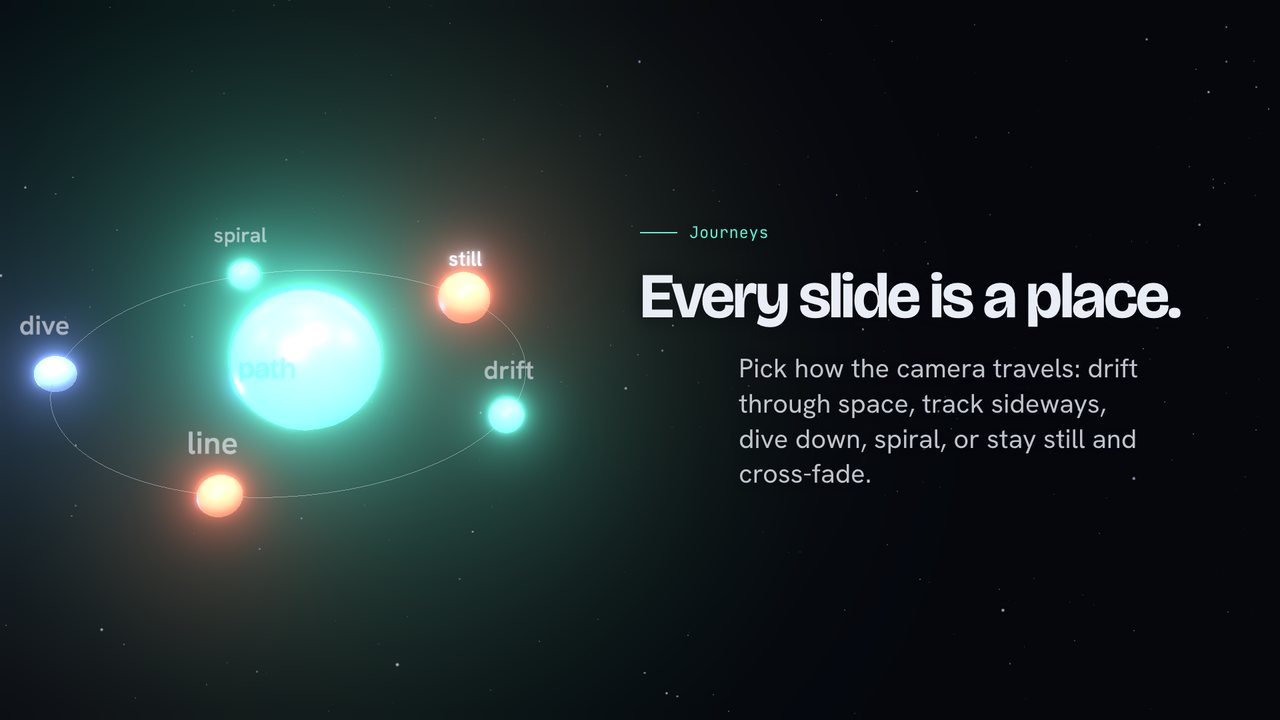 spiral
still
dive
path
drift
line
Journeys
Every slide is a place.
Pick how the camera travels: drift
through space, track sideways,
dive down, spiral, or stay still and
cross-fade.